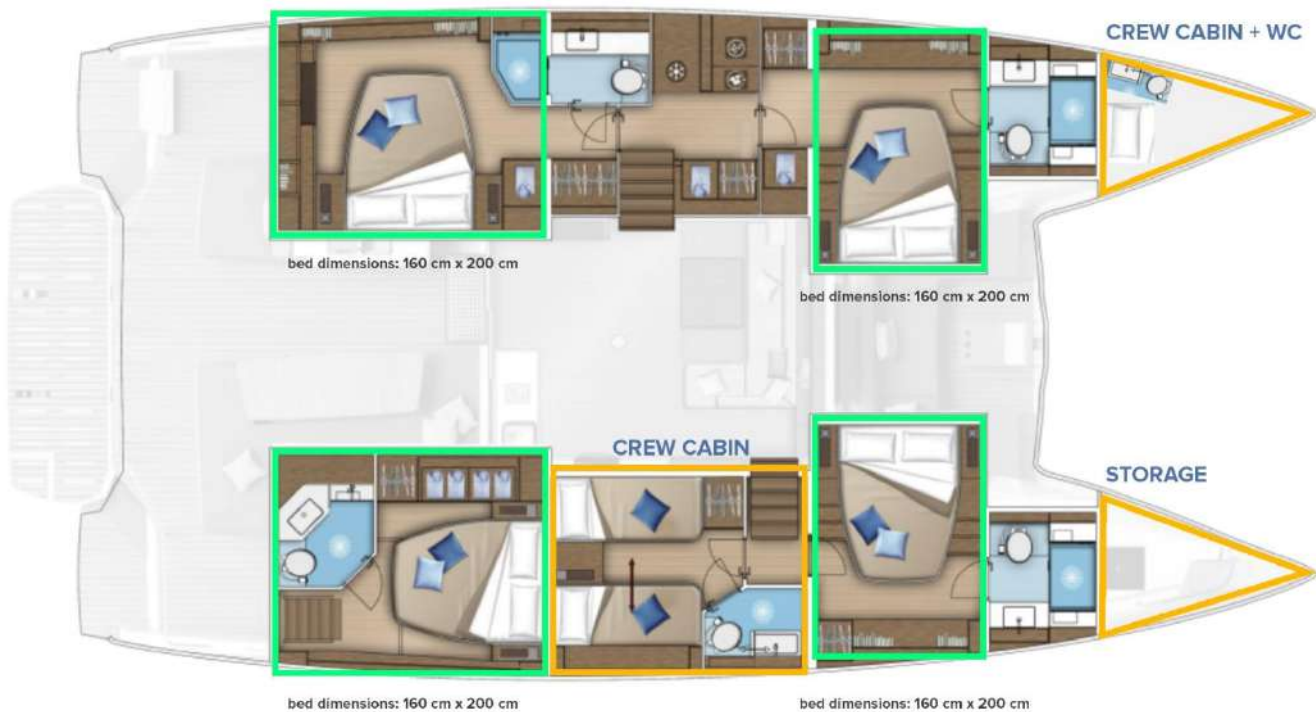 CREW CABIN + WC
bed dimensions: 160 cm x 200 cm
bed dimensions: 160 cm x 200 cm
CREW CABIN
STORAGE
bed dimensions: 160 cm x 200 cm
bed dimensions: 160 cm x 200 cm